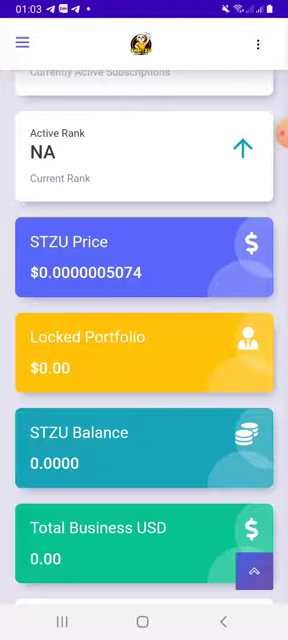 01:03
Currently Active Subscriptions
Active Rank
NA
Current Rank
STZU Price
$0.0000005074
Locked Portfolio
$0.00
STZU Balance
0.0000
Total Business USD
0.00